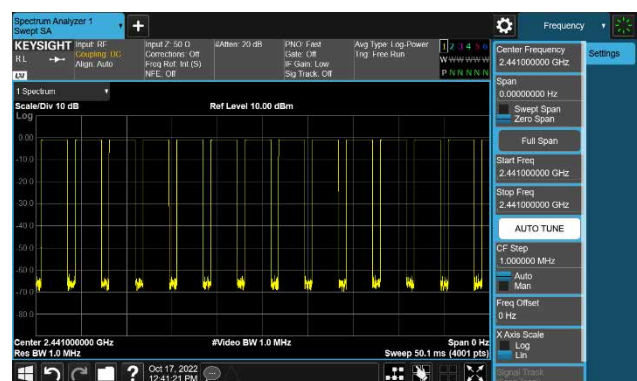 Spectrum Analyzer 1
Swept SA
Frequency
KEYSIGHT
RL
Input: RF
Coupling: DC
Align: Auto
Input Z: 50 Ω
Corrections: Off
Freq Ref: Int (S)
NFE: Off
#Atten: 20 dB
PNO: Fast
Gate: Off
IF Gain: Low
Sig Track: Off
Avg Type: Log-Power
Trig: Free Run
1 2 3 4 5 6
W W W W W W
P N N N N N
Center Frequency
2.441000000 GHz
Settings
Span
0.00000000 Hz
Swept Span
Zero Span
Full Span
Start Freq
2.441000000 GHz
Stop Freq
2.441000000 GHz
AUTO TUNE
CF Step
1.000000 MHz
Auto
Man
Freq Offset
0 Hz
X Axis Scale
Log
Lin
Signal Track
1 Spectrum
Scale/Div 10 dB
Ref Level 10.00 dBm
Log
0.00
-10.0
-20.0
-30.0
-40.0
-50.0
-60.0
-70.0
-80.0
Center 2.441000000 GHz
#Video BW 1.0 MHz
Span 0 Hz
Res BW 1.0 MHz
Sweep 50.1 ms (4001 pts)
?
Oct 17, 2022
12:41:21 PM